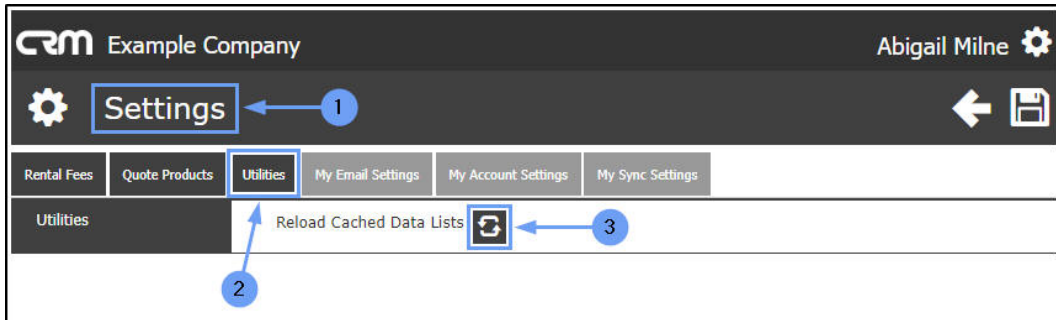 CRM Example Company
Abigail Milne
Settings
1
Rental Fees
Quote Products
Utilities
My Email Settings
My Account Settings
My Sync Settings
Utilities
Reload Cached Data Lists
3
2